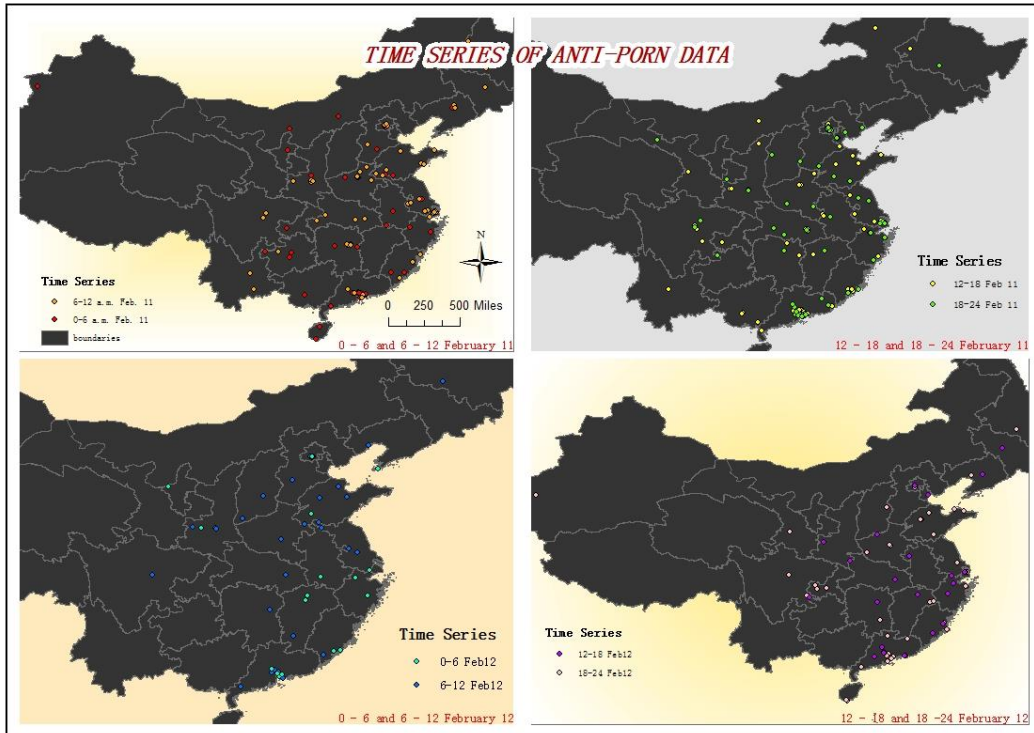 TIME SERIES OF ANTI-PORN DATA
N
Time Series
6-12 a.m. Feb. 11
0-6 a.m. Feb. 11
boundaries
0 250 500 Miles
0 - 6 and 6 - 12 February 11
Time Series
12-18 Feb 11
18-24 Feb 11
12 - 18 and 18 - 24 February 11
Time Series
0-6 Feb12
6-12 Feb12
0 - 6 and 6 - 12 February 12
Time Series
12-18 Feb12
18-24 Feb12
12 - 18 and 18 -24 February 12